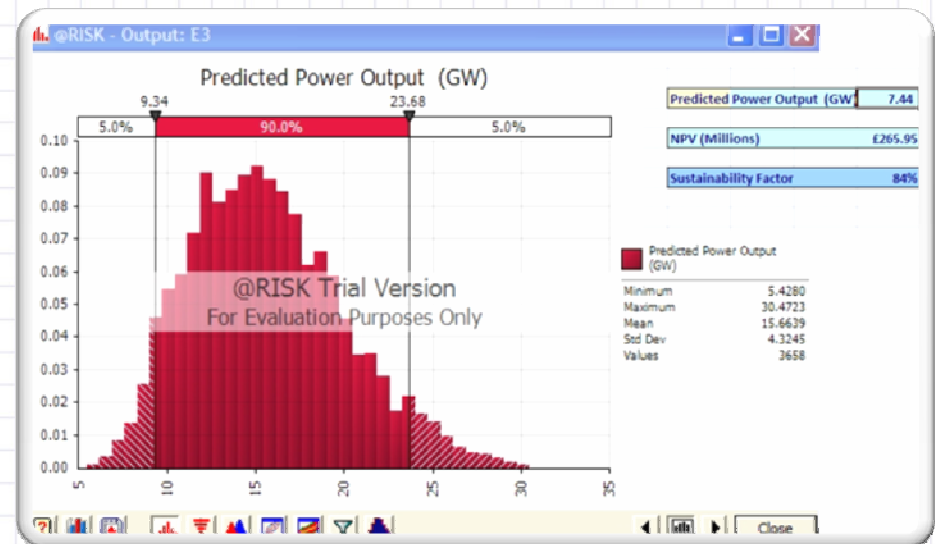 @RISK - Output: E3
Predicted Power Output (GW)
9.34 23.68
5.0% 90.0% 5.0%
0.10
0.09
0.08
0.07
0.06
0.05
0.04
0.03
0.02
0.01
0.00
5 10 15 20 25 30 35
@RISK Trial Version
For Evaluation Purposes Only
Predicted Power Output (GW) 7.44
NPV (Millions) £265.95
Sustainability Factor 84%
Predicted Power Output
(GW)
Minimum 5.4280
Maximum 30.4723
Mean 15.6639
Std Dev 4.3245
Values 3658
Close